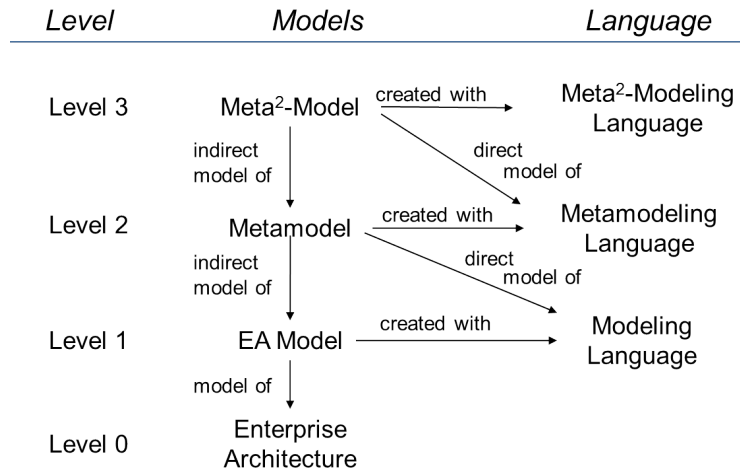 Level Models Language
Level 3 Meta²-Model created with Meta²-Modeling
Language
indirect
model of
direct
model of
Level 2 Metamodel created with Metamodeling
Language
indirect
model of
direct
model of
Level 1 EA Model created with Modeling
Language
model of
Level 0 Enterprise
Architecture